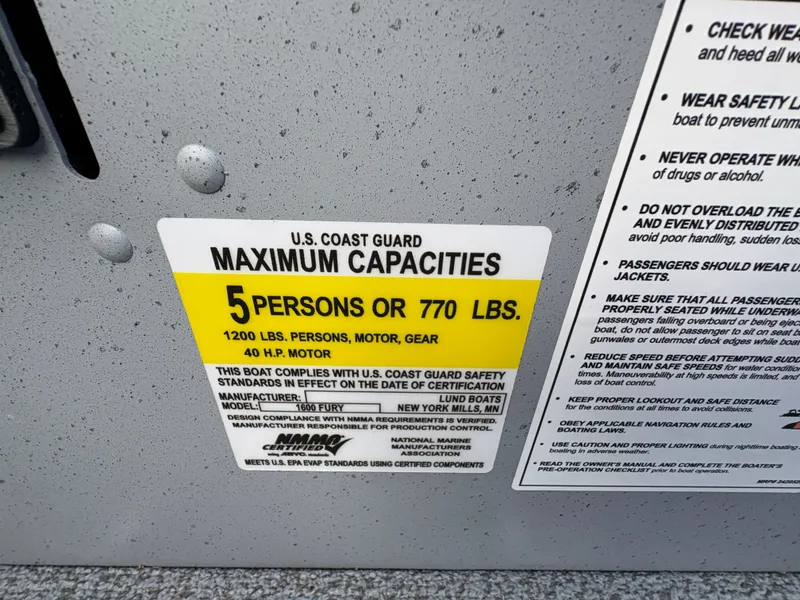 U.S. COAST GUARD
MAXIMUM CAPACITIES
5 PERSONS OR 770 LBS.
1200 LBS. PERSONS, MOTOR, GEAR
40 H.P. MOTOR
THIS BOAT COMPLIES WITH U.S. COAST GUARD SAFETY
STANDARDS IN EFFECT ON THE DATE OF CERTIFICATION
MANUFACTURER: LUND BOATS
MODEL: 1600 FURY NEW YORK MILLS, MN
DESIGN COMPLIANCE WITH NMMA REQUIREMENTS IS VERIFIED.
MANUFACTURER RESPONSIBLE FOR PRODUCTION CONTROL.
NMMA
CERTIFIED
using ABYC standards
NATIONAL MARINE
MANUFACTURERS
ASSOCIATION
MEETS U.S. EPA EVAP STANDARDS USING CERTIFIED COMPONENTS
• CHECK WEA
and heed all
• WEAR SAFETY
boat to prevent
• NEVER OPERATE
of drugs or alcohol.
• DO NOT OVERLOAD THE
AND EVENLY DISTRIBUTED
avoid poor handling, sudden
• PASSENGERS SHOULD WEAR
JACKETS.
• MAKE SURE THAT ALL PASSENGER
PROPERLY SEATED WHILE
passengers falling overboard or being
boat, do not allow passenger to sit on seat
gunwales or outermost deck edges while boat
• REDUCE SPEED BEFORE ATTEMPTING
AND MAINTAIN SAFE SPEEDS for water
times. Maneuverability at high speeds is limited, and
loss of boat control.
• KEEP PROPER LOOKOUT AND SAFE DISTANCE
for the conditions at all times to avoid collisions.
• OBEY APPLICABLE NAVIGATION RULES AND
BOATING LAWS.
• USE CAUTION AND PROPER LIGHTING during nighttime boating
boating in adverse weather.
• READ THE OWNER'S MANUAL AND COMPLETE THE BOATER'S
PRE-OPERATION CHECKLIST prior to boat operation.